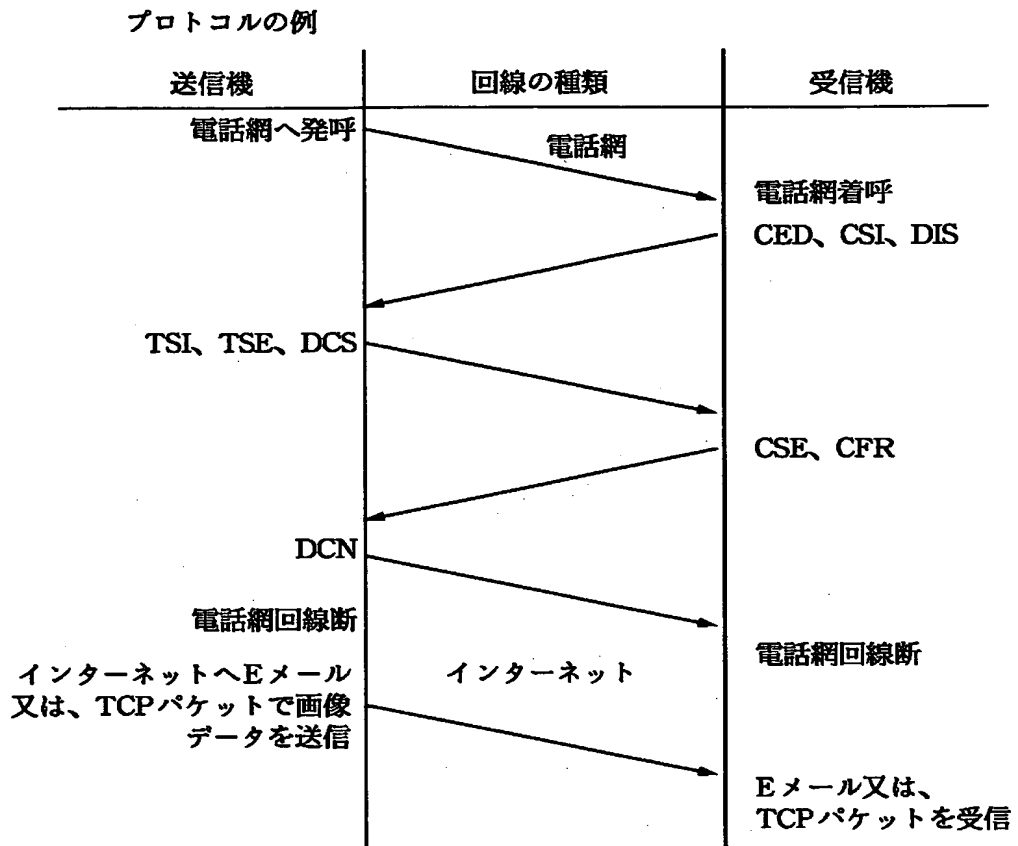 プロトコルの例
送信機 回線の種類 受信機
電話網へ発呼
電話網
電話網着呼
CED、CSI、DIS
TSI、TSE、DCS
CSE、CFR
DCN
電話網回線断
電話網回線断
インターネットへEメール
又は、TCPパケットで画像
データを送信
インターネット
Eメール又は、
TCPパケットを受信